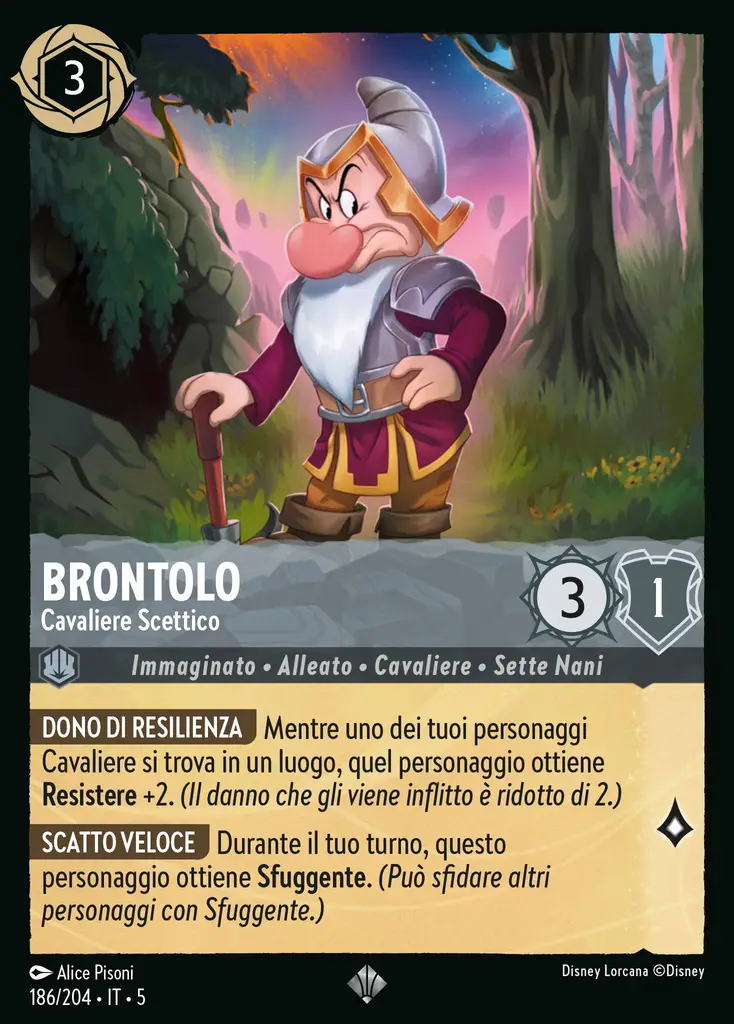 3
BRONTOLO
Cavaliere Scettico
3
1
Immaginato • Alleato • Cavaliere • Sette Nani
DONO DI RESILIENZA Mentre uno dei tuoi personaggi
Cavaliere si trova in un luogo, quel personaggio ottiene
Resistere +2. (Il danno che gli viene inflitto è ridotto di 2.)
SCATTO VELOCE Durante il tuo turno, questo
personaggio ottiene Sfuggente. (Può sfidare altri
personaggi con Sfuggente.)
Alice Pisoni
Disney Lorcana ©Disney
186/204 • IT • 5